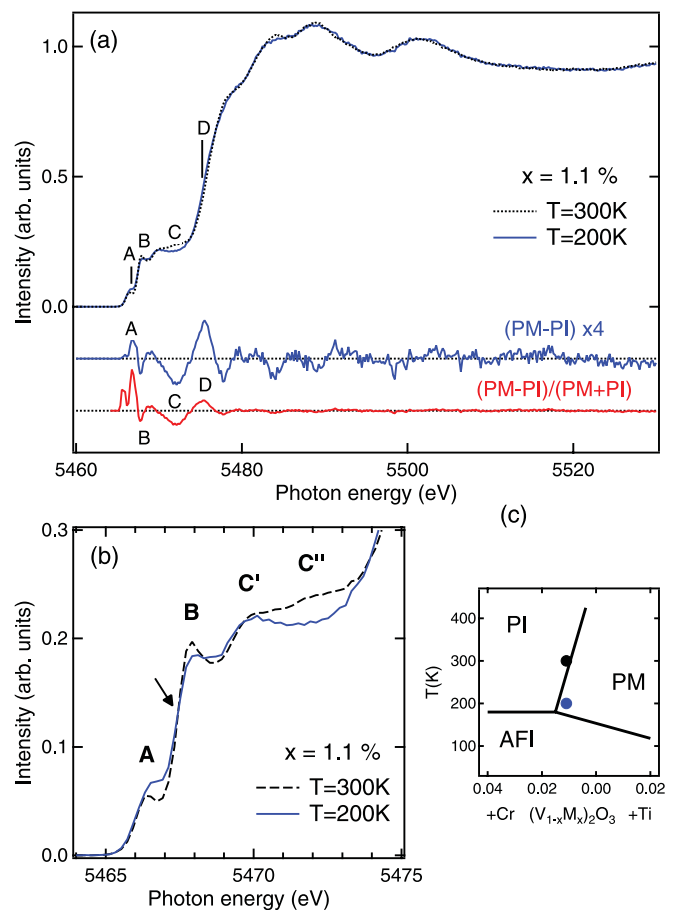 (a)
Intensity (arb. units)
1.0
0.5
0.0
A
B
C
D
x = 1.1 %
T=300K
T=200K
A
(PM-PI) x4
C
D
(PM-PI)/(PM+PI)
B
5460
5480
5500
5520
Photon energy (eV)
(b)
Intensity (arb. units)
0.3
0.2
0.1
0.0
A
B
C'
C"
x = 1.1 %
T=300K
T=200K
5465
5470
5475
Photon energy (eV)
(c)
T(K)
400
300
200
100
PI
PM
AFI
0.04
0.02
0.00
0.02
+Cr (V1-xMx)2O3 +Ti